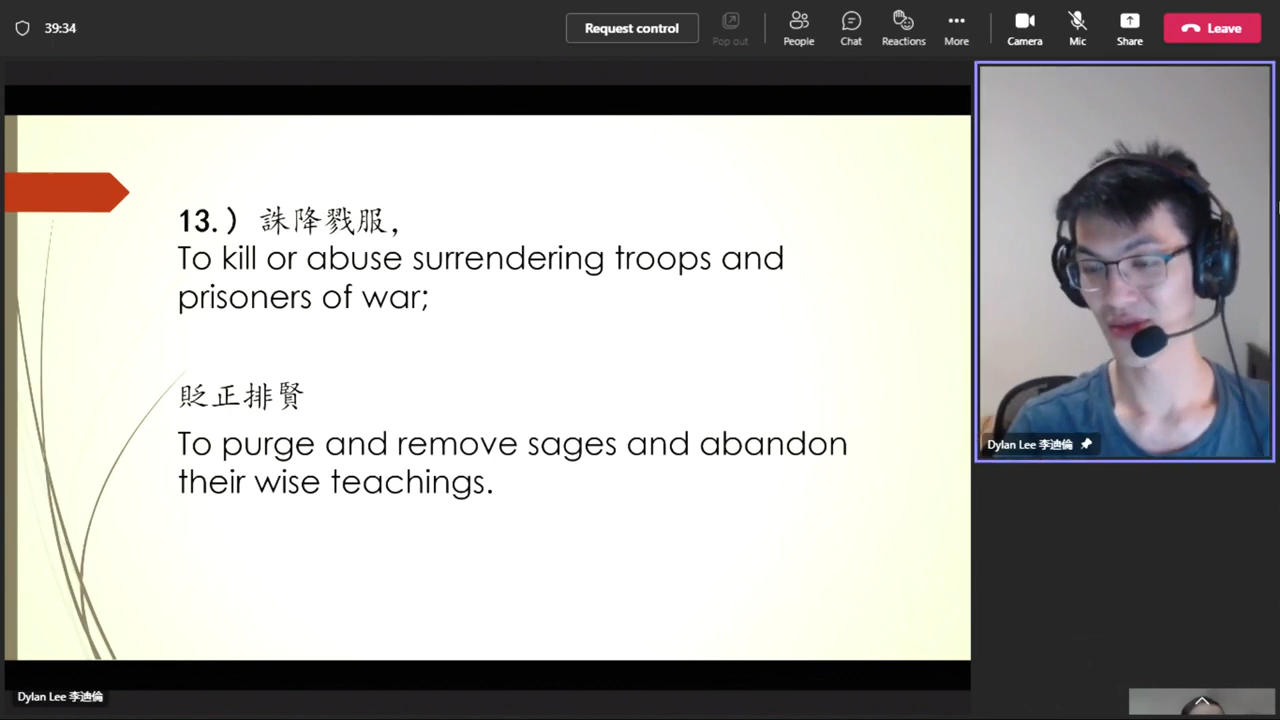 39:34
Request control
Pop out
People
Chat
Reactions
More
Camera
Mic
Share
Leave
13.) 誅降戮服,
To kill or abuse surrendering troops and
prisoners of war;
貶正排賢
To purge and remove sages and abandon
their wise teachings.
Dylan Lee 李迪倫
Dylan Lee 李迪倫